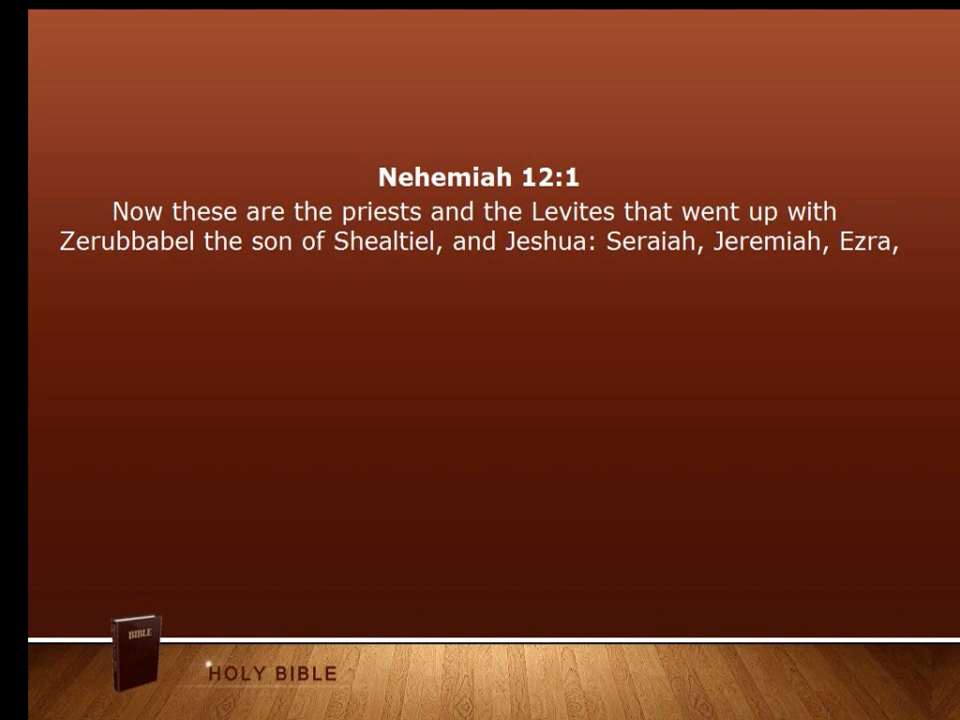 Nehemiah 12:1
Now these are the priests and the Levites that went up with
Zerubbabel the son of Shealtiel, and Jeshua: Seraiah, Jeremiah, Ezra,
BIBLE
HOLY BIBLE